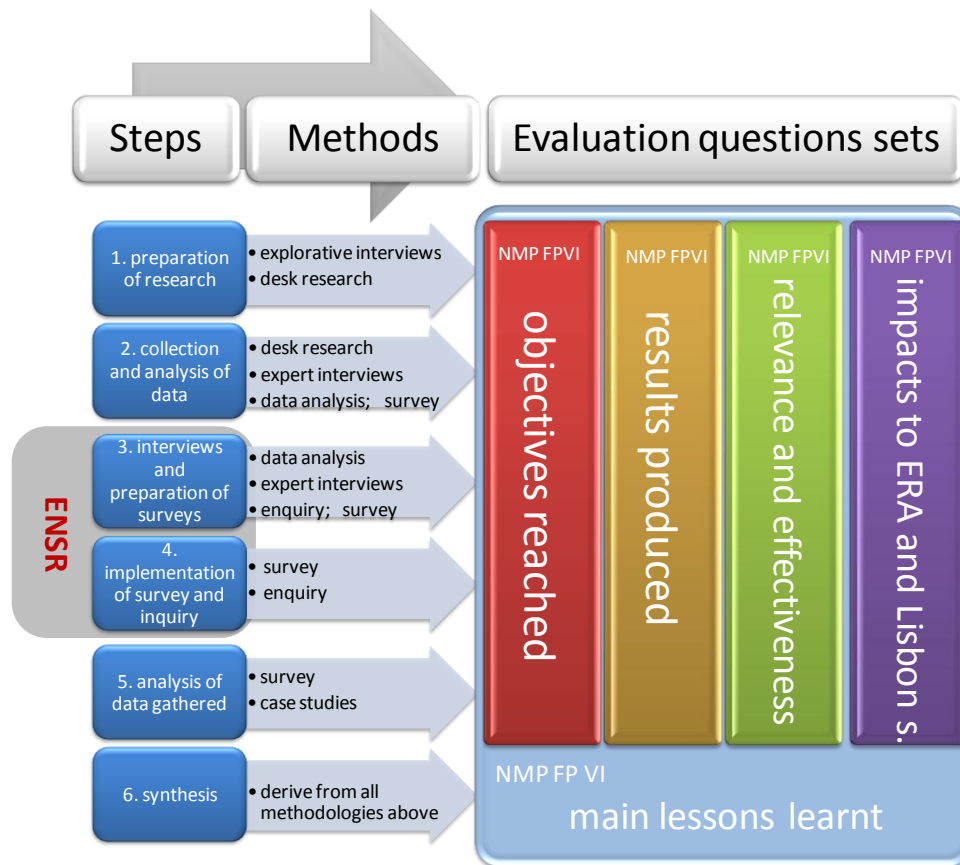 Steps
Methods
Evaluation questions sets
1. preparation
of research
• explorative interviews
• desk research
2. collection
and analysis of
data
• desk research
• expert interviews
• data analysis; survey
ENSR
3. interviews
and
preparation of
surveys
• data analysis
• expert interviews
• enquiry; survey
4.
implementation
of survey and
inquiry
• survey
• enquiry
5. analysis of
data gathered
• survey
• case studies
6. synthesis
• derive from all
methodologies above
NMP FPVI
objectives reached
NMP FPVI
results produced
NMP FPVI
relevance and effectiveness
NMP FPVI
impacts to ERA and Lisbon s.
NMP FP VI
main lessons learnt